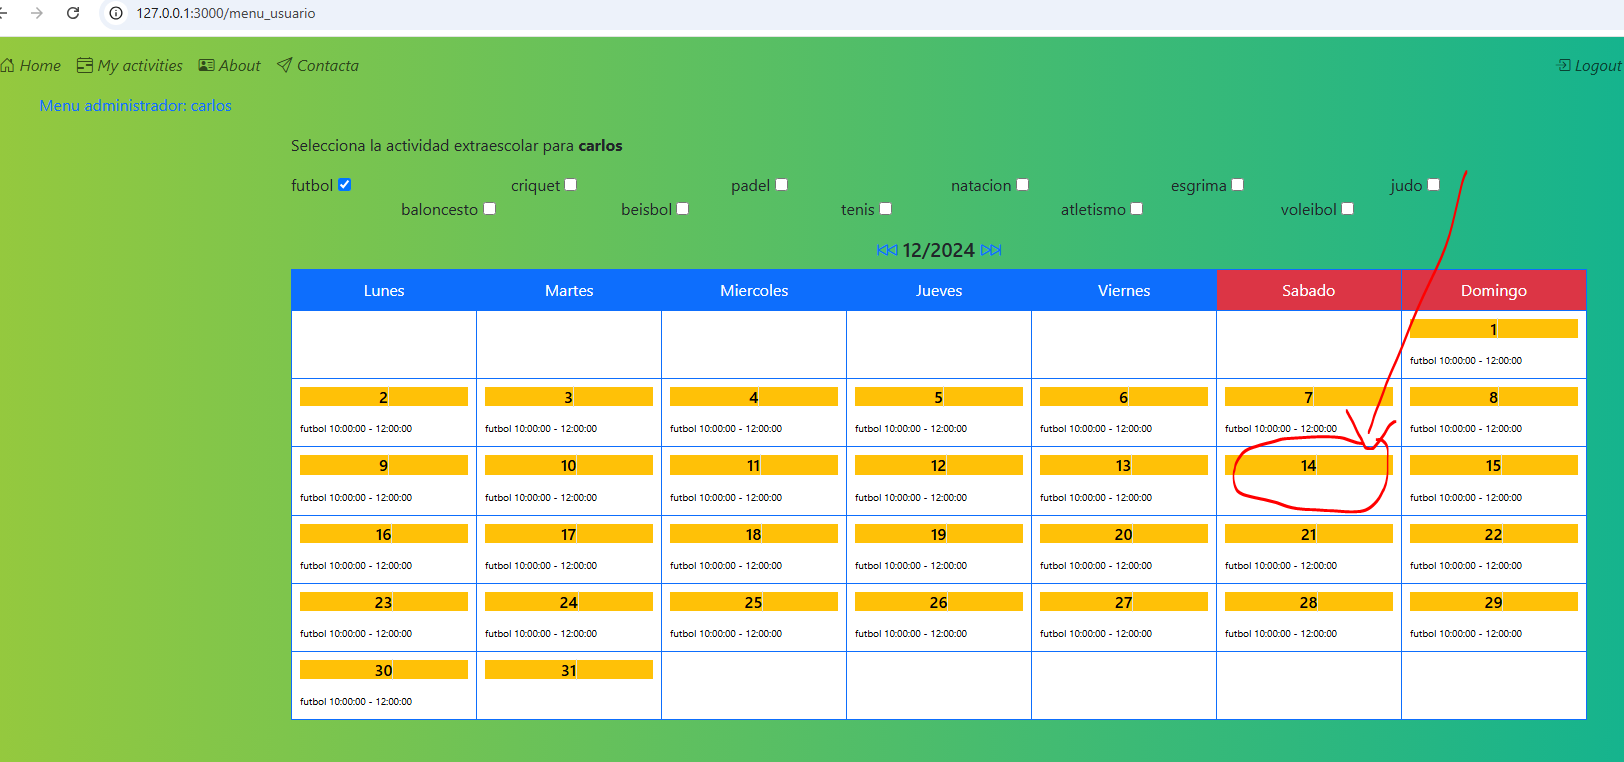 127.0.0.1:3000/menu_usuario
Home My activities About Contacta Logout
Menu administrador: carlos
Selecciona la actividad extraescolar para carlos
futbol criquet padel natacion esgrima judo
baloncesto beisbol tenis atletismo voleibol
12/2024
Lunes Martes Miercoles Jueves Viernes Sabado Domingo
1
futbol 10:00:00 - 12:00:00
2 3 4 5 6 7 8
futbol 10:00:00 - 12:00:00 futbol 10:00:00 - 12:00:00 futbol 10:00:00 - 12:00:00 futbol 10:00:00 - 12:00:00 futbol 10:00:00 - 12:00:00 futbol 10:00:00 - 12:00:00 futbol 10:00:00 - 12:00:00
9 10 11 12 13 14 15
futbol 10:00:00 - 12:00:00 futbol 10:00:00 - 12:00:00 futbol 10:00:00 - 12:00:00 futbol 10:00:00 - 12:00:00 futbol 10:00:00 - 12:00:00 futbol 10:00:00 - 12:00:00
16 17 18 19 20 21 22
futbol 10:00:00 - 12:00:00 futbol 10:00:00 - 12:00:00 futbol 10:00:00 - 12:00:00 futbol 10:00:00 - 12:00:00 futbol 10:00:00 - 12:00:00 futbol 10:00:00 - 12:00:00 futbol 10:00:00 - 12:00:00
23 24 25 26 27 28 29
futbol 10:00:00 - 12:00:00 futbol 10:00:00 - 12:00:00 futbol 10:00:00 - 12:00:00 futbol 10:00:00 - 12:00:00 futbol 10:00:00 - 12:00:00 futbol 10:00:00 - 12:00:00 futbol 10:00:00 - 12:00:00
30 31
futbol 10:00:00 - 12:00:00